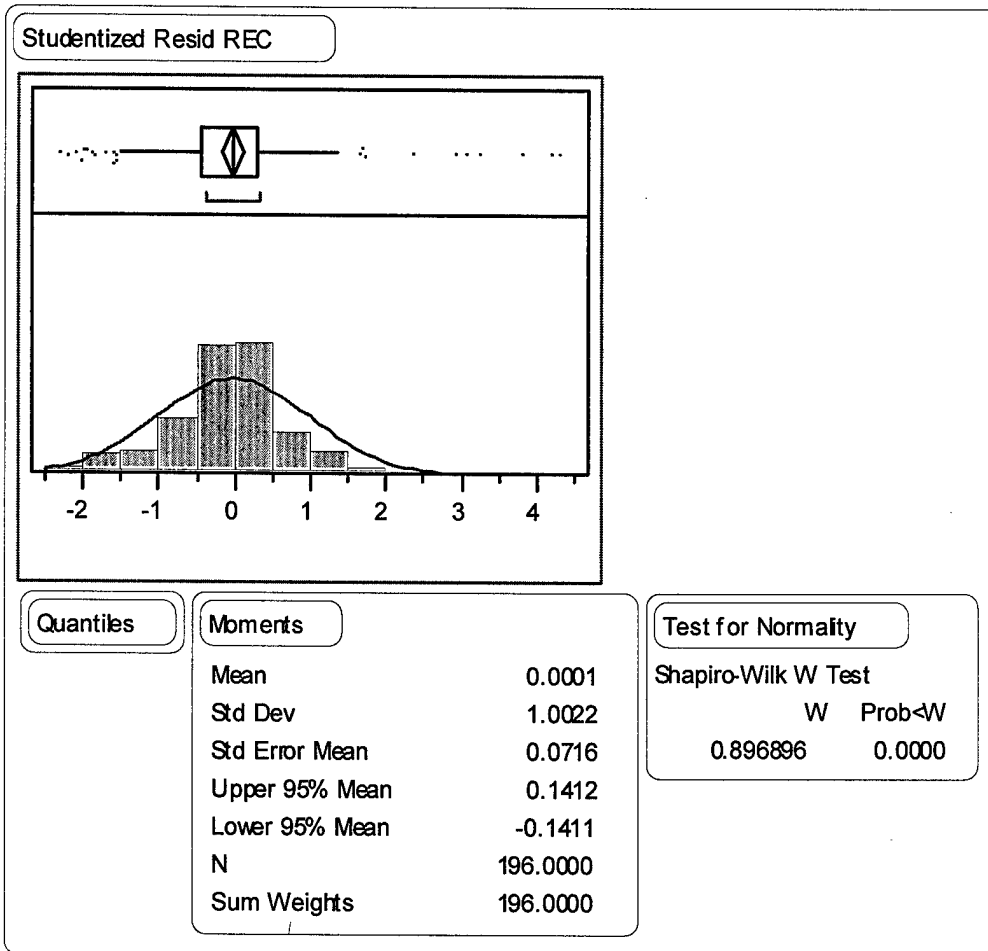 Studentized Resid REC
-2 -1 0 1 2 3 4
Quantiles
Moments
Mean 0.0001
Std Dev 1.0022
Std Error Mean 0.0716
Upper 95% Mean 0.1412
Lower 95% Mean -0.1411
N 196.0000
Sum Weights 196.0000
Test for Normality
Shapiro-Wilk W Test
W Prob<W
0.896896 0.0000